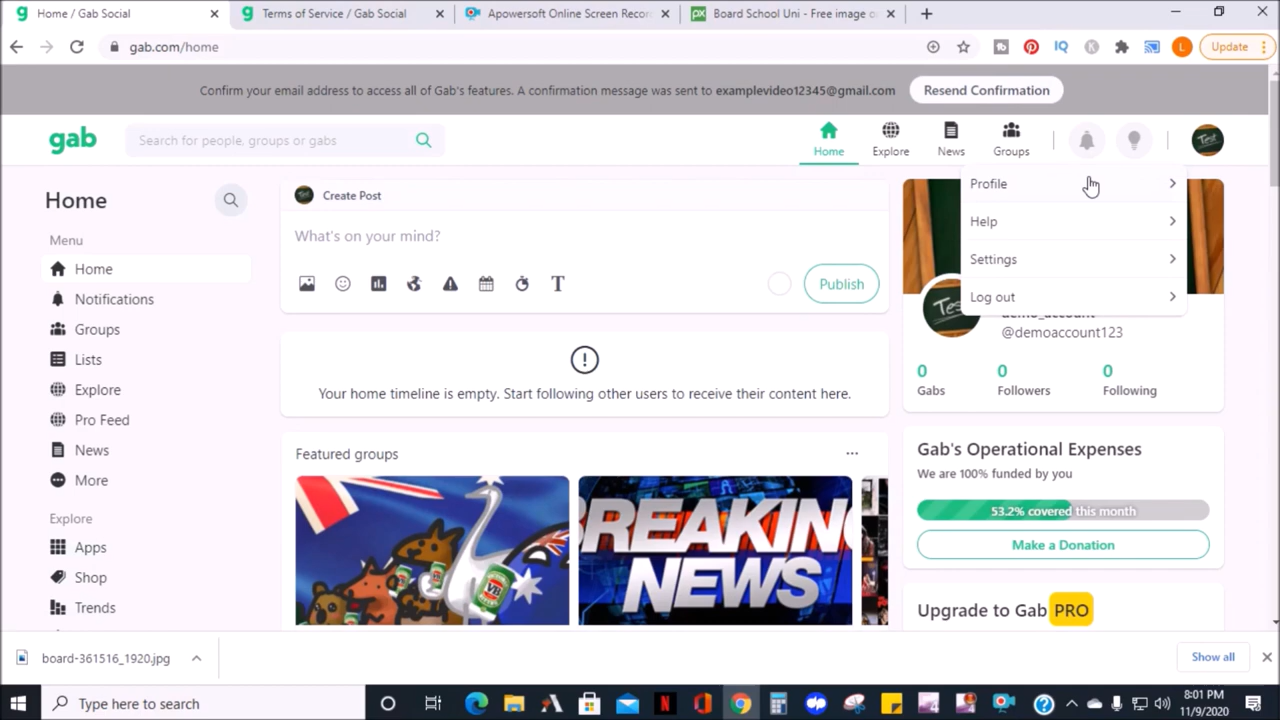 Home / Gab Social
Terms of Service / Gab Social
Apowersoft Online Screen Recor
Board School Uni - Free image o
gab.com/home
IQ
K
L
Update
Confirm your email address to access all of Gab's features. A confirmation message was sent to examplevideo12345@gmail.com
Resend Confirmation
gab
Search for people, groups or gabs
Home
Explore
News
Groups
Test
Home
Menu
Home
Notifications
Groups
Lists
Explore
Pro Feed
News
More
Explore
Apps
Shop
Trends
Create Post
What's on your mind?
T
Publish
Your home timeline is empty. Start following other users to receive their content here.
Featured groups
VB
BREAKING
NEWS
Profile
Help
Settings
Log out
Tes
demo_account
@demoaccount123
0
0
0
Gabs
Followers
Following
Gab's Operational Expenses
We are 100% funded by you
53.2% covered this month
Make a Donation
Upgrade to Gab PRO
board-361516_1920.jpg
Show all
Type here to search
8:01 PM
11/9/2020